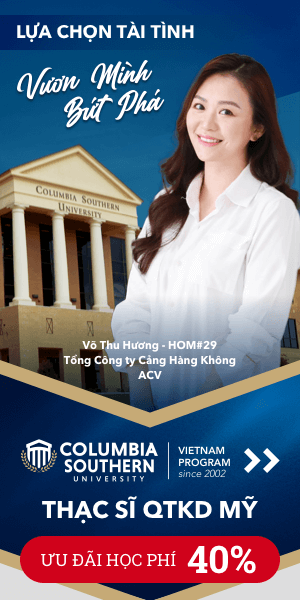 LỰA CHỌN TÀI TÌNH
Vươn Mình
Bứt Phá
COLUMBIA SOUTHERN
UNIVERSITY
Võ Thu Hương - HOM#29
Tổng Công ty Cảng Hàng Không
ACV
COLUMBIA
SOUTHERN
UNIVERSITY
VIETNAM
PROGRAM
since 2002
THẠC SĨ QTKD MỸ
ƯU ĐÃI HỌC PHÍ 40%